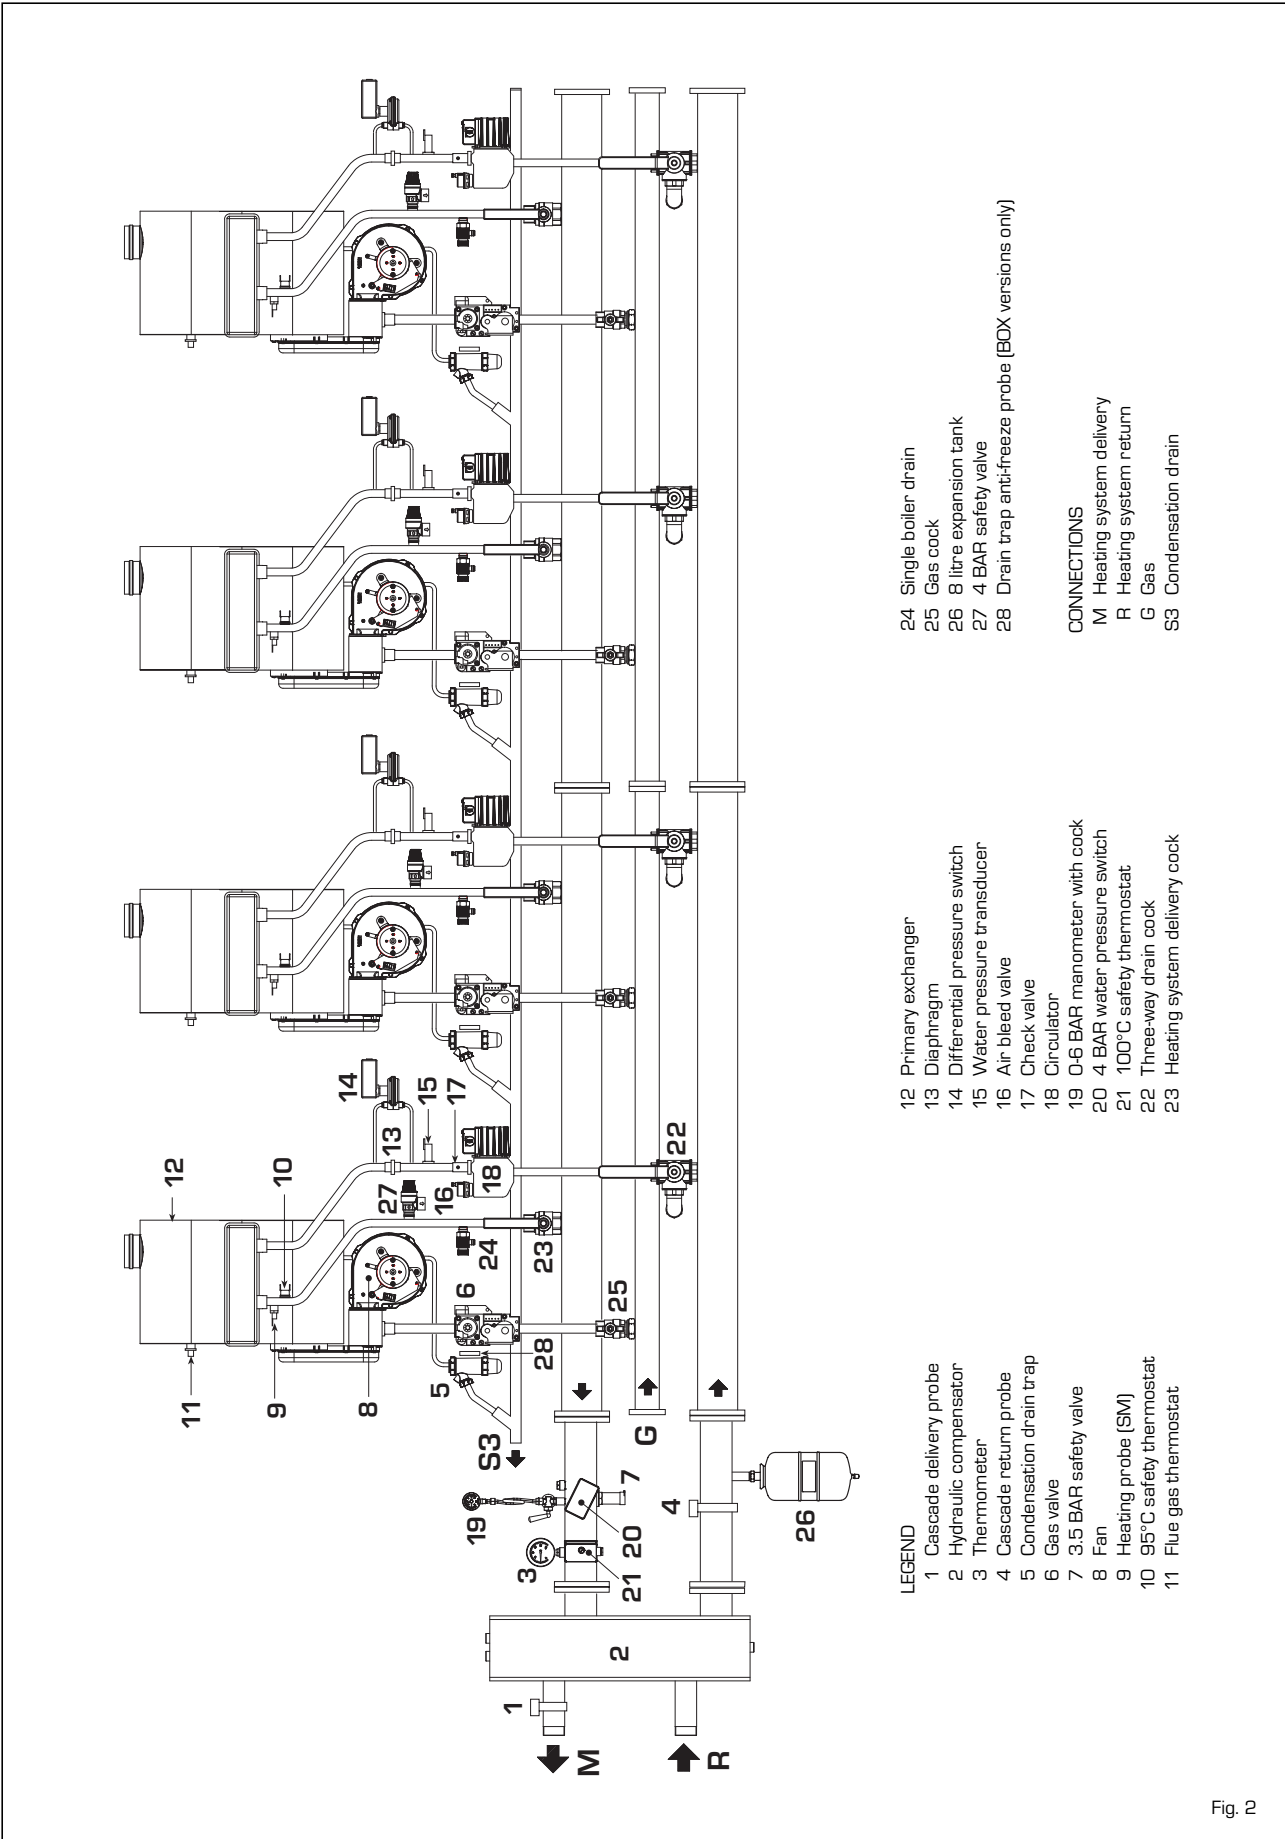 12
14
13
15
17
10
27
16
18
22
11
9
8
24
23
6
25
5
28
S3
G
19
7
3
20
21
4
26
2
1
M
R
LEGEND
1 Cascade delivery probe
2 Hydraulic compensator
3 Thermometer
4 Cascade return probe
5 Condensation drain trap
6 Gas valve
7 3.5 BAR safety valve
8 Fan
9 Heating probe (SM)
10 95°C safety thermostat
11 Flue gas thermostat
12 Primary exchanger
13 Diaphragm
14 Differential pressure switch
15 Water pressure transducer
16 Air bleed valve
17 Check valve
18 Circulator
19 0-6 BAR manometer with cock
20 4 BAR water pressure switch
21 100°C safety thermostat
22 Three-way drain cock
23 Heating system delivery cock
24 Single boiler drain
25 Gas cock
26 8 litre expansion tank
27 4 BAR safety valve
28 Drain trap anti-freeze probe (BOX versions only)
CONNECTIONS
M Heating system delivery
R Heating system return
G Gas
S3 Condensation drain
Fig. 2